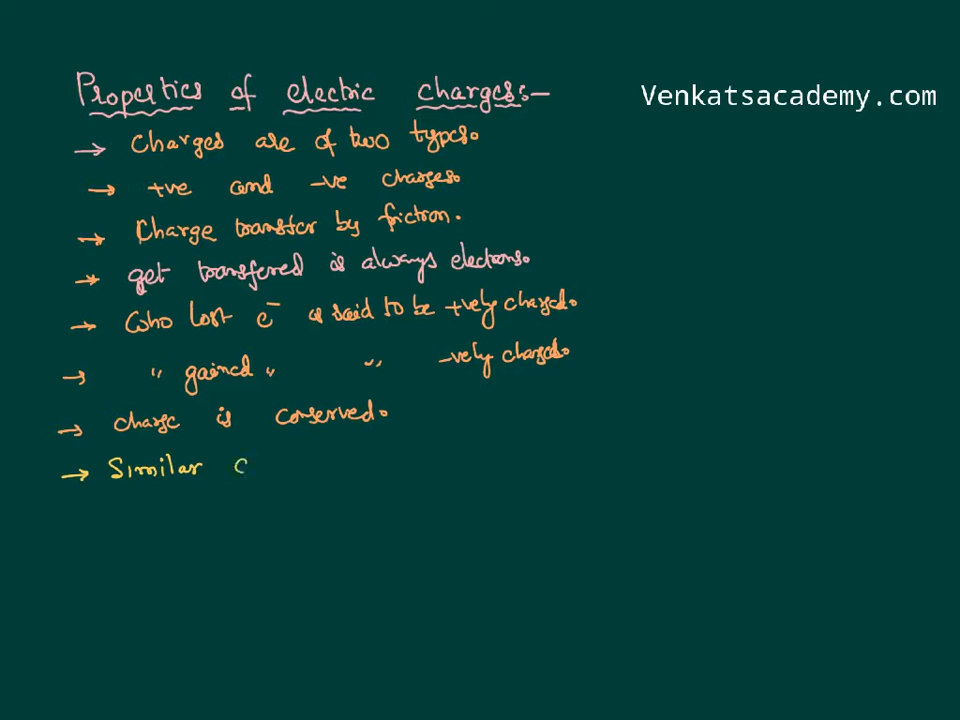 Properties of electric charges:-
Venkatsacademy.com
→ Charges are of two types.
→ +ve and -ve charges.
→ Charge transfer by friction.
→ get transferred is always electrons.
→ who lost e⁻ is said to be +vely charged.
→ " gained " " -vely charged.
→ charge is conserved.
→ Similar c